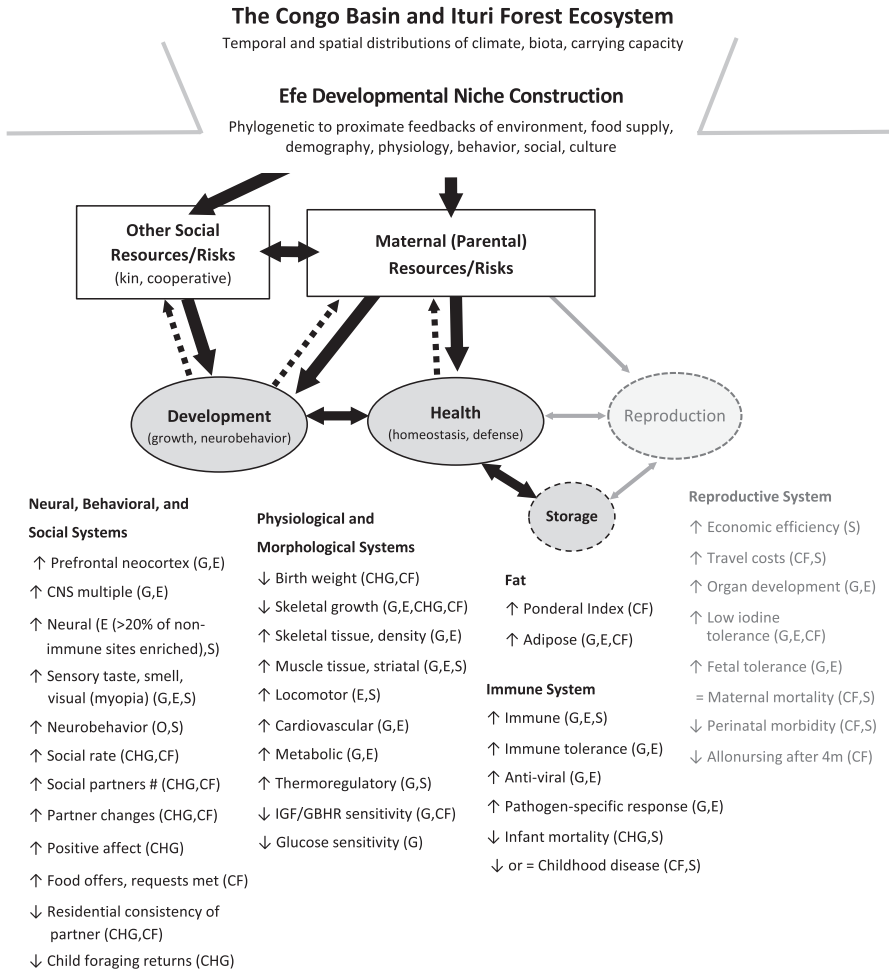 The Congo Basin and Ituri Forest Ecosystem
Temporal and spatial distributions of climate, biota, carrying capacity
Efe Developmental Niche Construction
Phylogenetic to proximate feedbacks of environment, food supply,
demography, physiology, behavior, social, culture
Other Social
Resources/Risks
(kin, cooperative)
Maternal (Parental)
Resources/Risks
Development
(growth, neurobehavior)
Health
(homeostasis, defense)
Reproduction
Storage
Neural, Behavioral, and
Social Systems
↑ Prefrontal neocortex (G,E)
↑ CNS multiple (G,E)
↑ Neural (E (>20% of non-
immune sites enriched),S)
↑ Sensory taste, smell,
visual (myopia) (G,E,S)
↑ Neurobehavior (O,S)
↑ Social rate (CHG,CF)
↑ Social partners # (CHG,CF)
↑ Partner changes (CHG,CF)
↑ Positive affect (CHG)
↑ Food offers, requests met (CF)
↓ Residential consistency of
partner (CHG,CF)
↓ Child foraging returns (CHG)
Physiological and
Morphological Systems
↓ Birth weight (CHG,CF)
↓ Skeletal growth (G,E,CHG,CF)
↑ Skeletal tissue, density (G,E)
↑ Muscle tissue, striatal (G,E,S)
↑ Locomotor (E,S)
↑ Cardiovascular (G,E)
↑ Metabolic (G,E)
↑ Thermoregulatory (G,S)
↓ IGF/GBHR sensitivity (G,CF)
↓ Glucose sensitivity (G)
Fat
↑ Ponderal Index (CF)
↑ Adipose (G,E,CF)
Immune System
↑ Immune (G,E,S)
↑ Immune tolerance (G,E)
↑ Anti-viral (G,E)
↑ Pathogen-specific response (G,E)
↓ Infant mortality (CHG,S)
↓ or = Childhood disease (CF,S)
Reproductive System
↑ Economic efficiency (S)
↑ Travel costs (CF,S)
↑ Organ development (G,E)
↑ Low iodine
tolerance (G,E,CF)
↑ Fetal tolerance (G,E)
= Maternal mortality (CF,S)
↓ Perinatal morbidity (CF,S)
↓ Allonursing after 4m (CF)